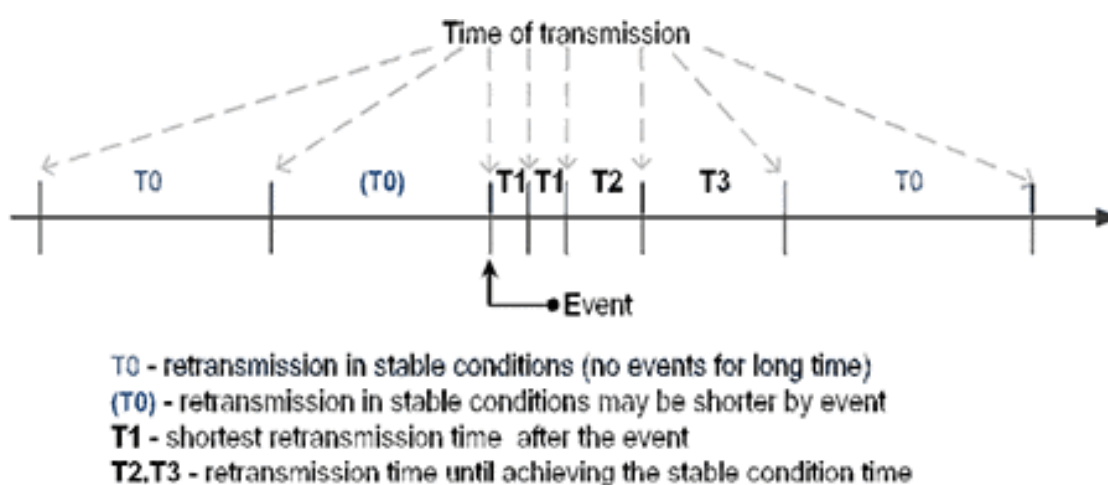 Time of transmission
T0 (T0) T1 T1 T2 T3 T0
Event
T0 - retransmission in stable conditions (no events for long time)
(T0) - retransmission in stable conditions may be shorter by event
T1 - shortest retransmission time after the event
T2,T3 - retransmission time until achieving the stable condition time